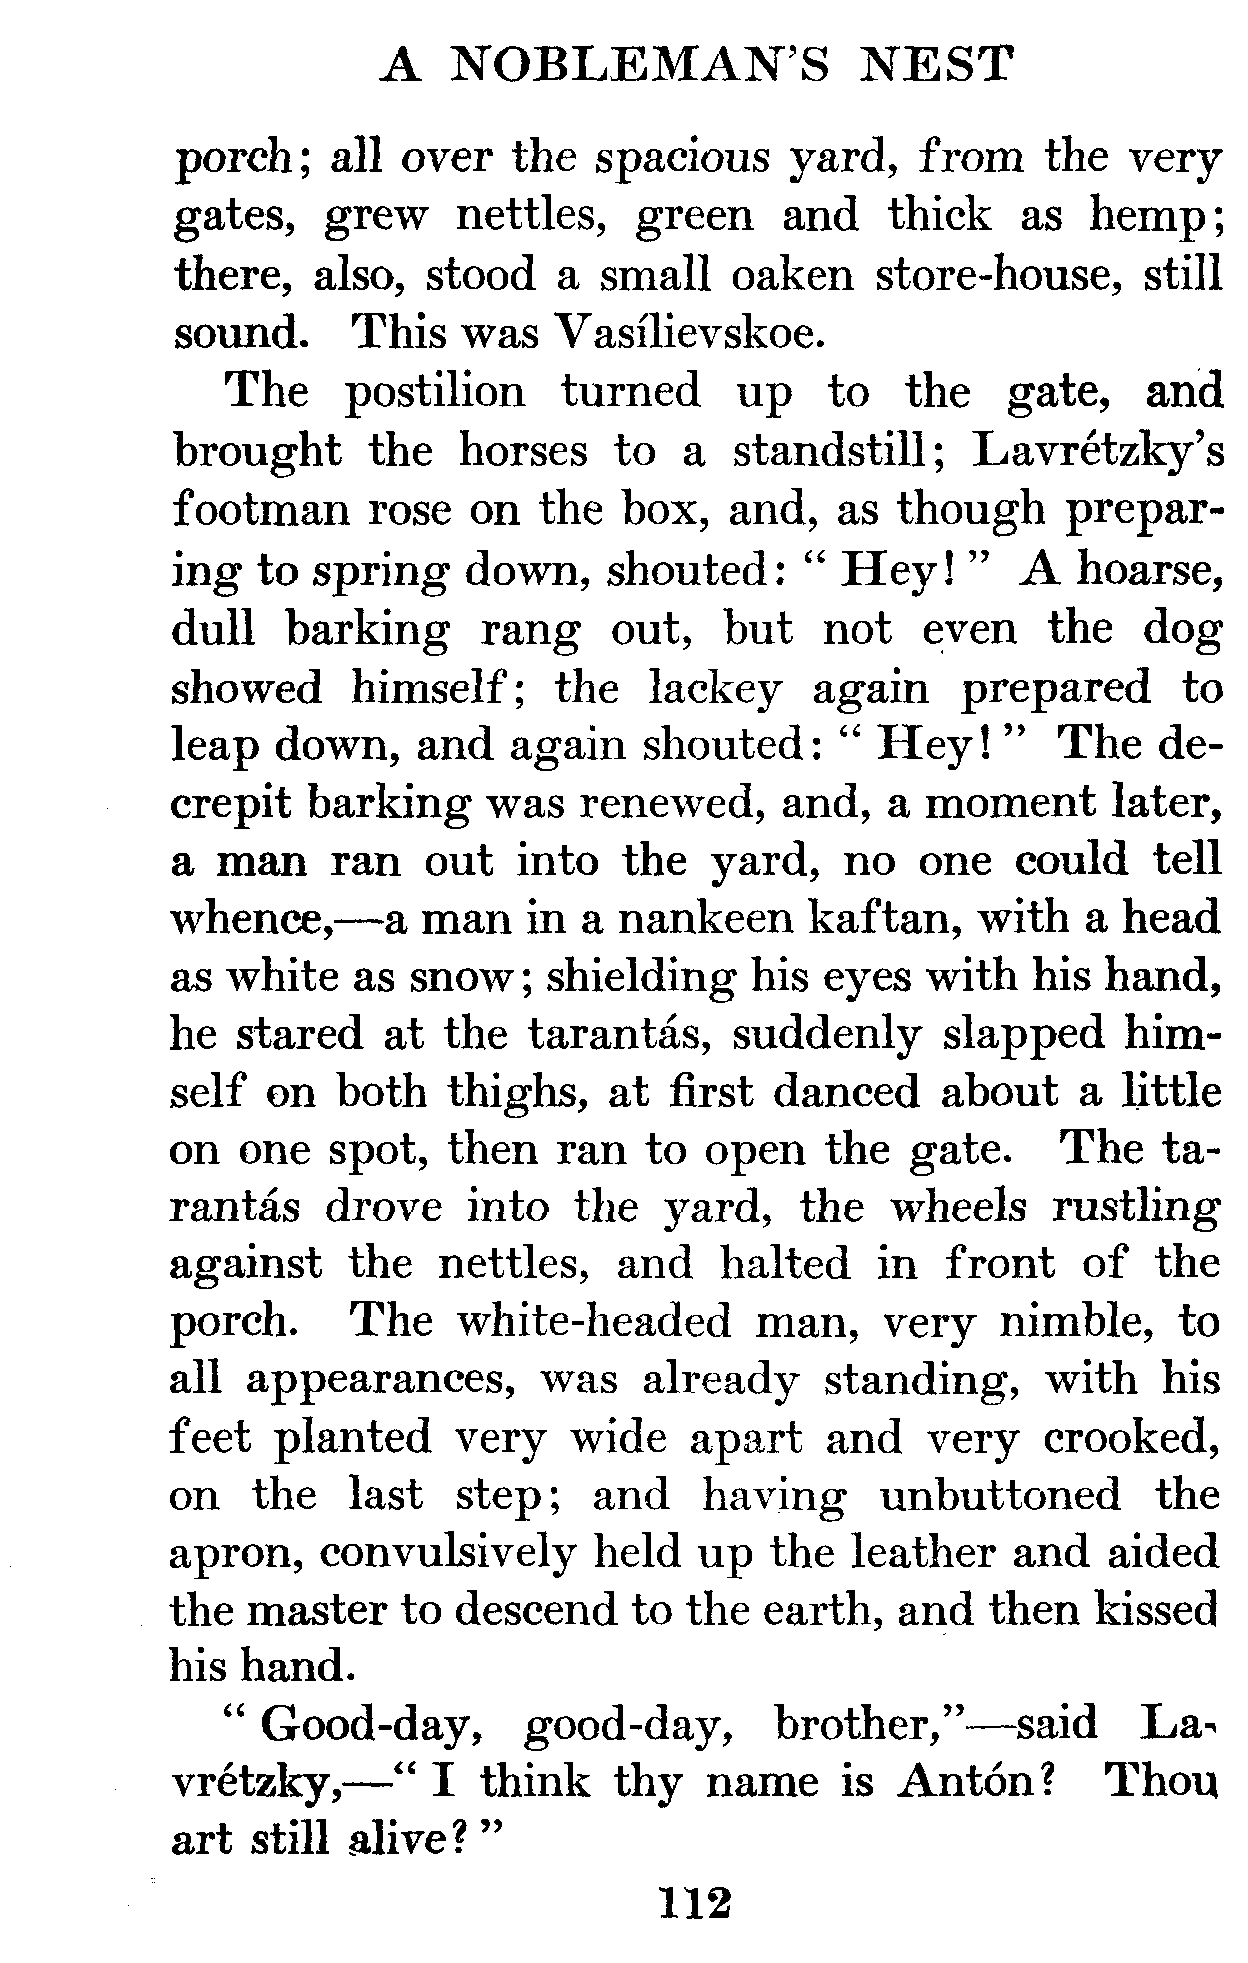 A NOBLEMAN'S NEST
porch; all over the spacious yard, from the very
gates, grew nettles, green and thick as hemp;
there, also, stood a small oaken store-house, still
sound. This was Vasílievskoe.
The postilion turned up to the gate, and
brought the horses to a standstill; Lavrétzky's
footman rose on the box, and, as though prepar-
ing to spring down, shouted: “ Hey! ” A hoarse,
dull barking rang out, but not even the dog
showed himself; the lackey again prepared to
leap down, and again shouted: “ Hey! ” The de-
crepit barking was renewed, and, a moment later,
a man ran out into the yard, no one could tell
whence,—a man in a nankeen kaftan, with a head
as white as snow; shielding his eyes with his hand,
he stared at the tarantás, suddenly slapped him-
self on both thighs, at first danced about a little
on one spot, then ran to open the gate. The ta-
rantás drove into the yard, the wheels rustling
against the nettles, and halted in front of the
porch. The white-headed man, very nimble, to
all appearances, was already standing, with his
feet planted very wide apart and very crooked,
on the last step; and having unbuttoned the
apron, convulsively held up the leather and aided
the master to descend to the earth, and then kissed
his hand.
“ Good-day, good-day, brother,”—said La-
vrétzky,—“ I think thy name is Antón? Thou
art still alive? ”
112